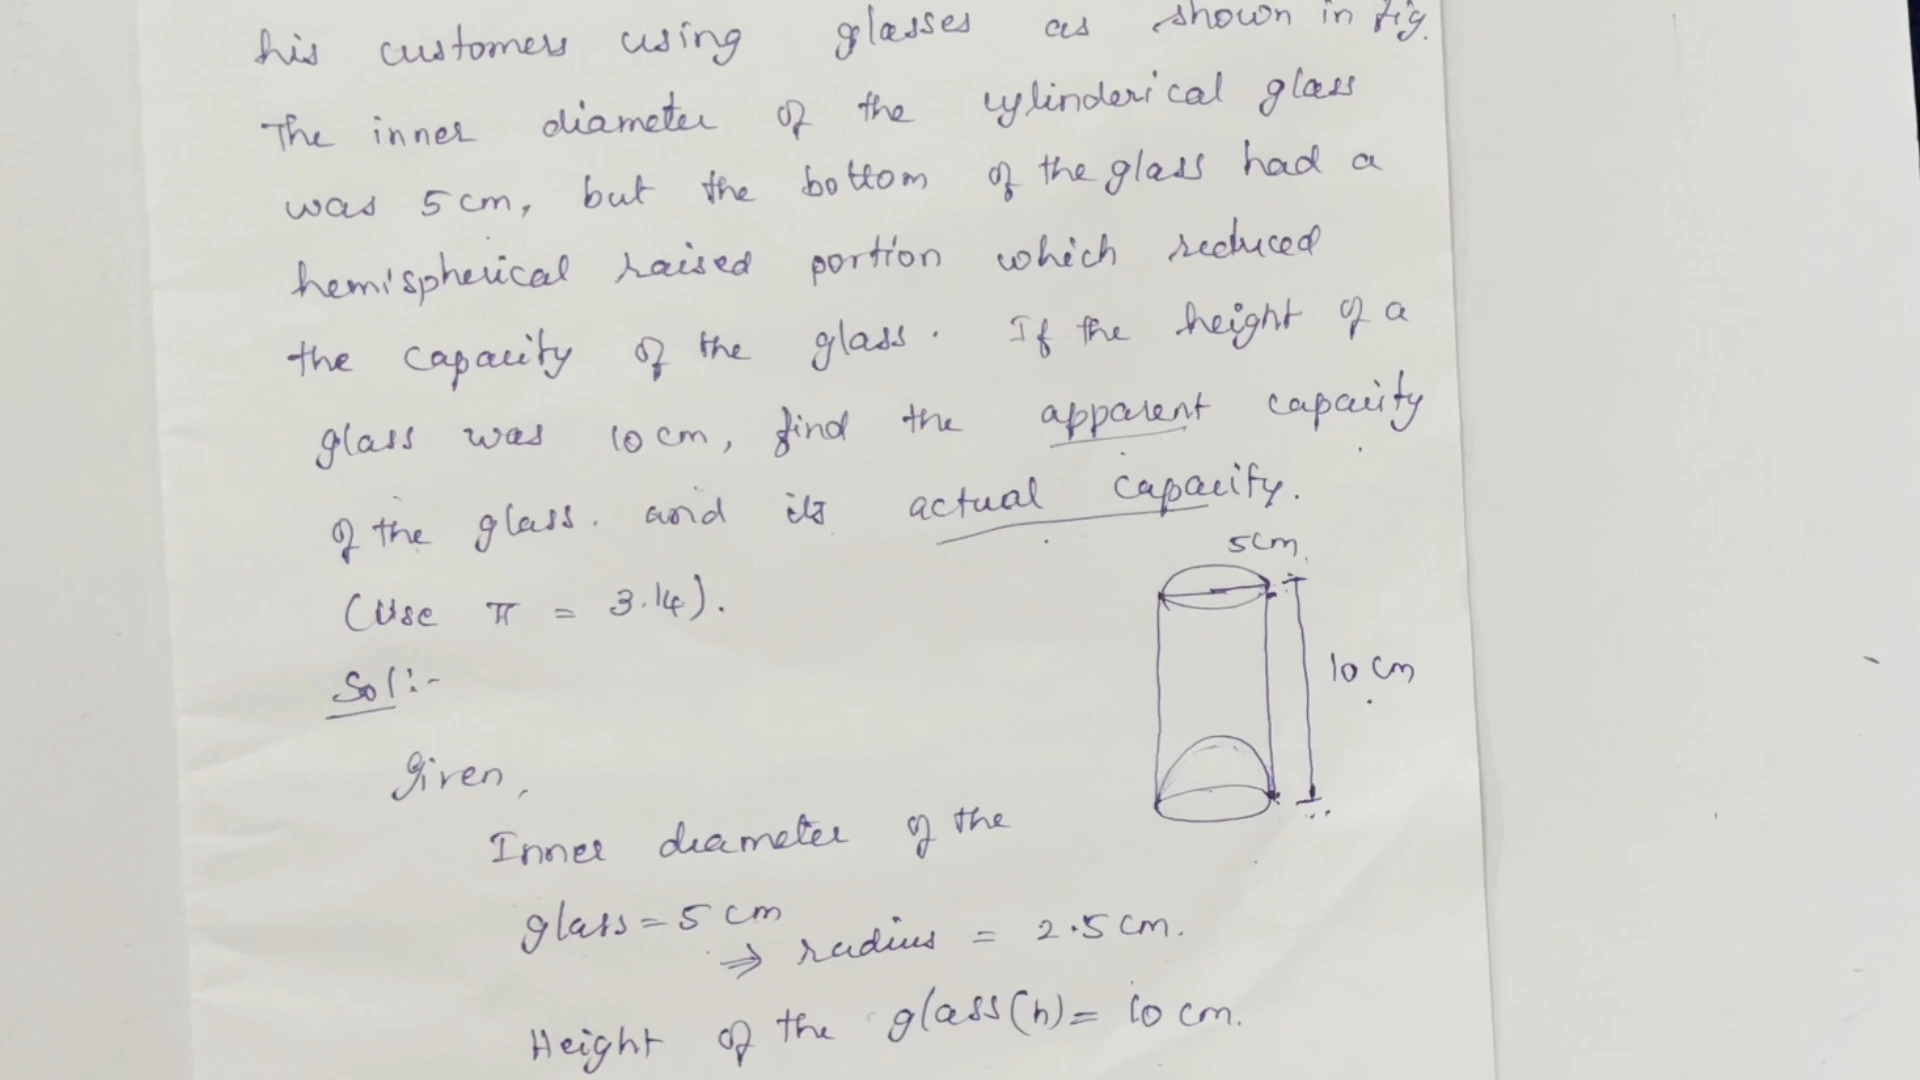 his customers using glasses as shown in fig.
The inner diameter of the cylinderical glass
was 5cm, but the bottom of the glass had a
hemispherical raised portion which reduced
the capacity of the glass. If the height of a
glass was 10 cm, find the apparent capacity
of the glass. and its actual capacity.
5cm
(Use π = 3.14).
10 cm
Sol:-
Given,
Inner diameter of the
glass = 5 cm
⇒ radius = 2.5 cm.
Height of the glass (h) = 10 cm.